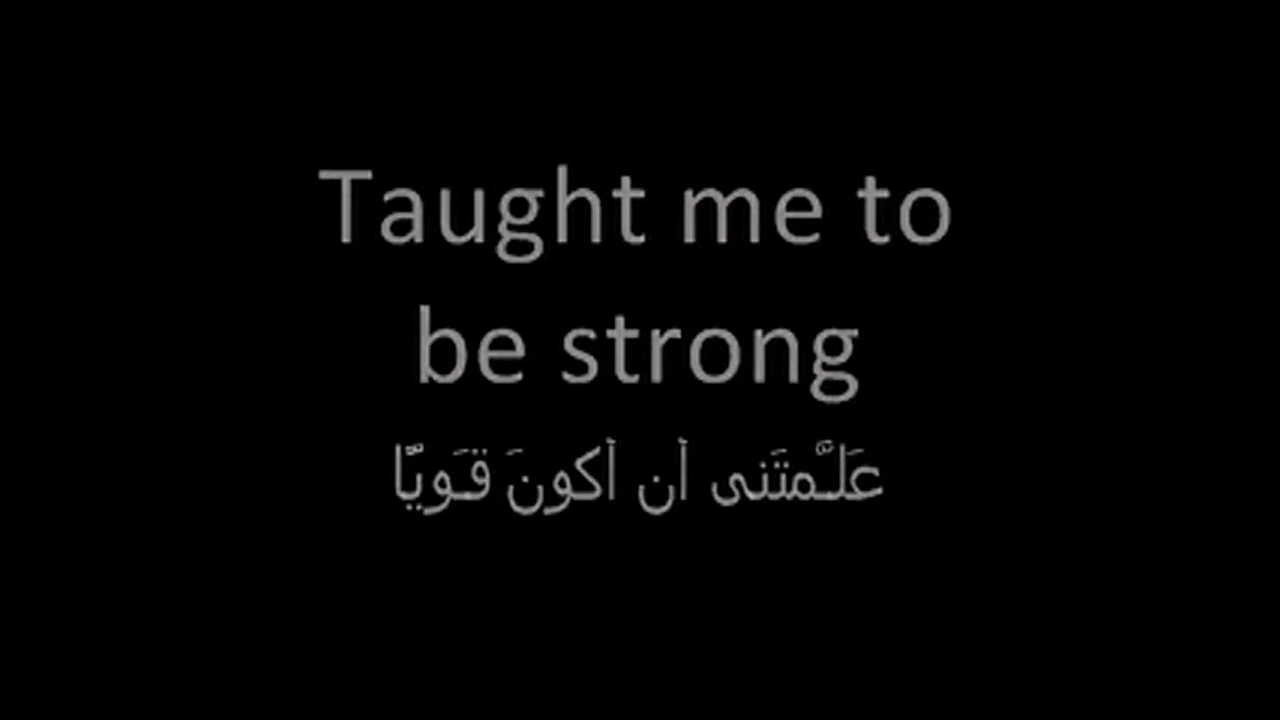 Taught me to
be strong
عَلَّمتَنى أن أكونَ قَويًّا